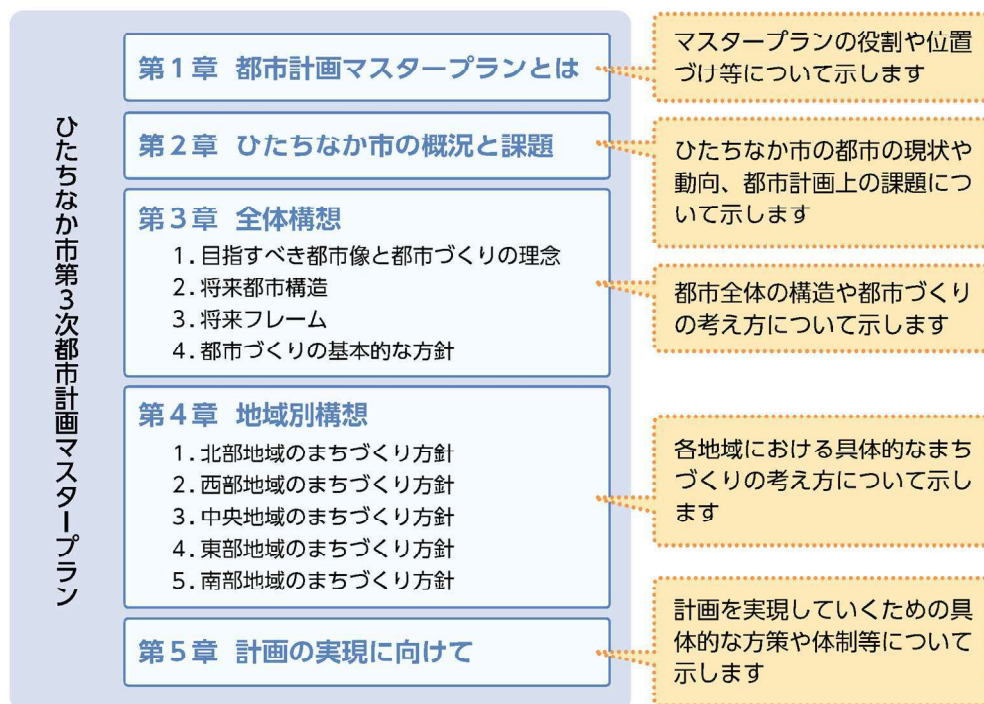 ひたちなか市第３次都市計画マスタープラン
第１章 都市計画マスタープランとは
マスタープランの役割や位置
づけ等について示します
第２章 ひたちなか市の概況と課題
ひたちなか市の都市の現状や
動向、都市計画上の課題につ
いて示します
第３章 全体構想
1. 目指すべき都市像と都市づくりの理念
2. 将来都市構造
3. 将来フレーム
4. 都市づくりの基本的な方針
都市全体の構造や都市づくり
の考え方について示します
第４章 地域別構想
1. 北部地域のまちづくり方針
2. 西部地域のまちづくり方針
3. 中央地域のまちづくり方針
4. 東部地域のまちづくり方針
5. 南部地域のまちづくり方針
各地域における具体的なまち
づくりの考え方について示し
ます
第５章 計画の実現に向けて
計画を実現していくための具
体的な方策や体制等について
示します